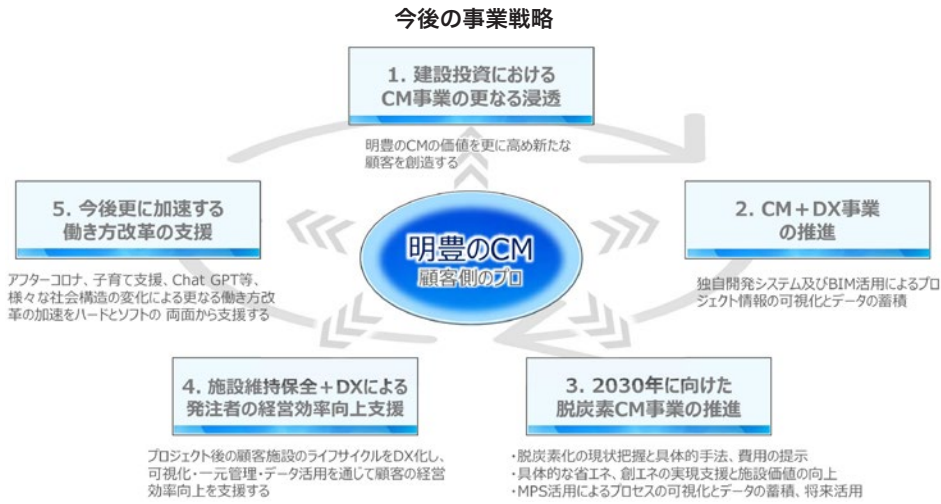 今後の事業戦略
1. 建設投資における
CM事業の更なる浸透
明豊のCMの価値を更に高め新たな
顧客を創造する
2. CM+DX事業
の推進
独自開発システム及びBIM活用によるプロ
ジェクト情報の可視化とデータの蓄積
3. 2030年に向けた
脱炭素CM事業の推進
・脱炭素化の現状把握と具体的手法、費用の提示
・具体的な省エネ、創エネの実現支援と施設価値の向上
・MPS活用によるプロセスの可視化とデータの蓄積、将来活用
4. 施設維持保全+DXによる
発注者の経営効率向上支援
プロジェクト後の顧客施設のライフサイクルをDX化し、
可視化・一元管理・データ活用を通じて顧客の経営
効率向上を支援する
5. 今後更に加速する
働き方改革の支援
アフターコロナ、子育て支援、Chat GPT等、
様々な社会構造の変化による更なる働き方改
革の加速をハードとソフトの 両面から支援する
明豊のCM
顧客側のプロ